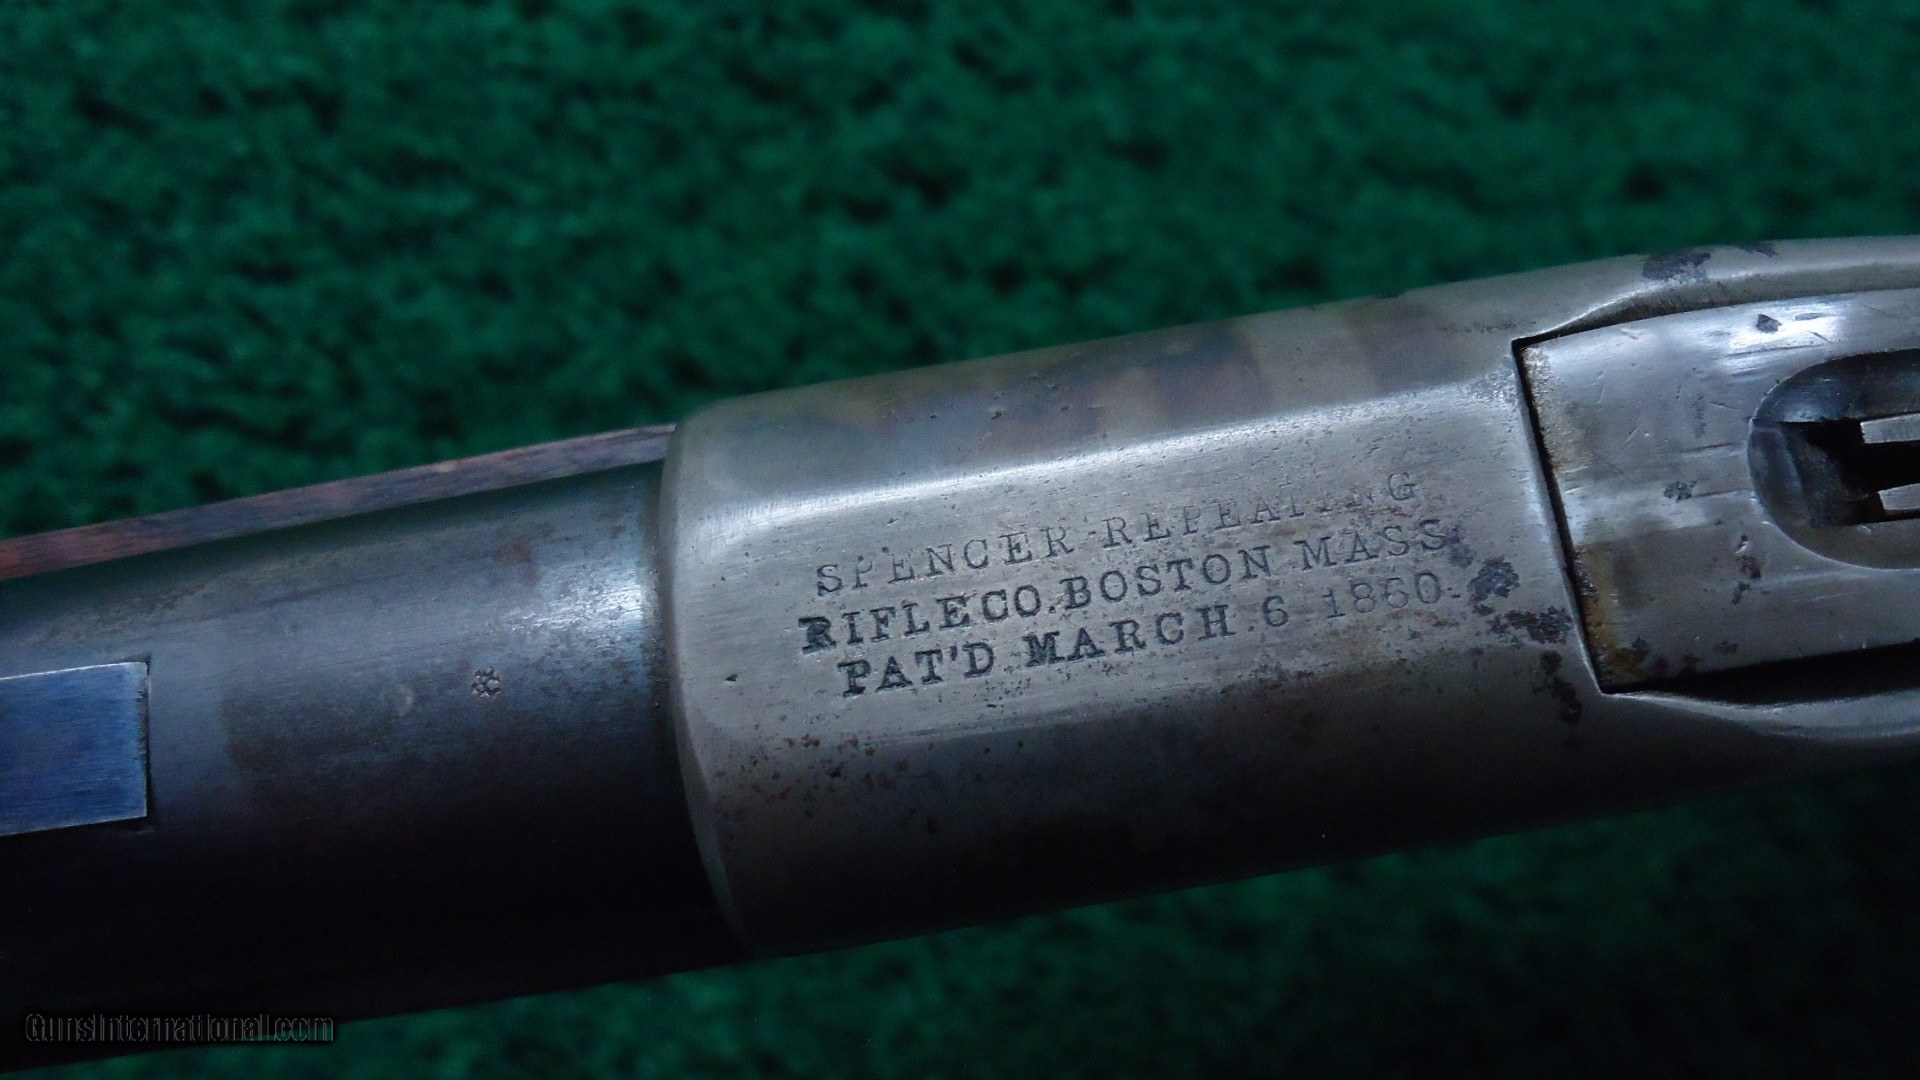 SPENCER REPEATING
RIFLE CO. BOSTON MASS
PAT'D MARCH. 6 1860.
GunsInternational.com